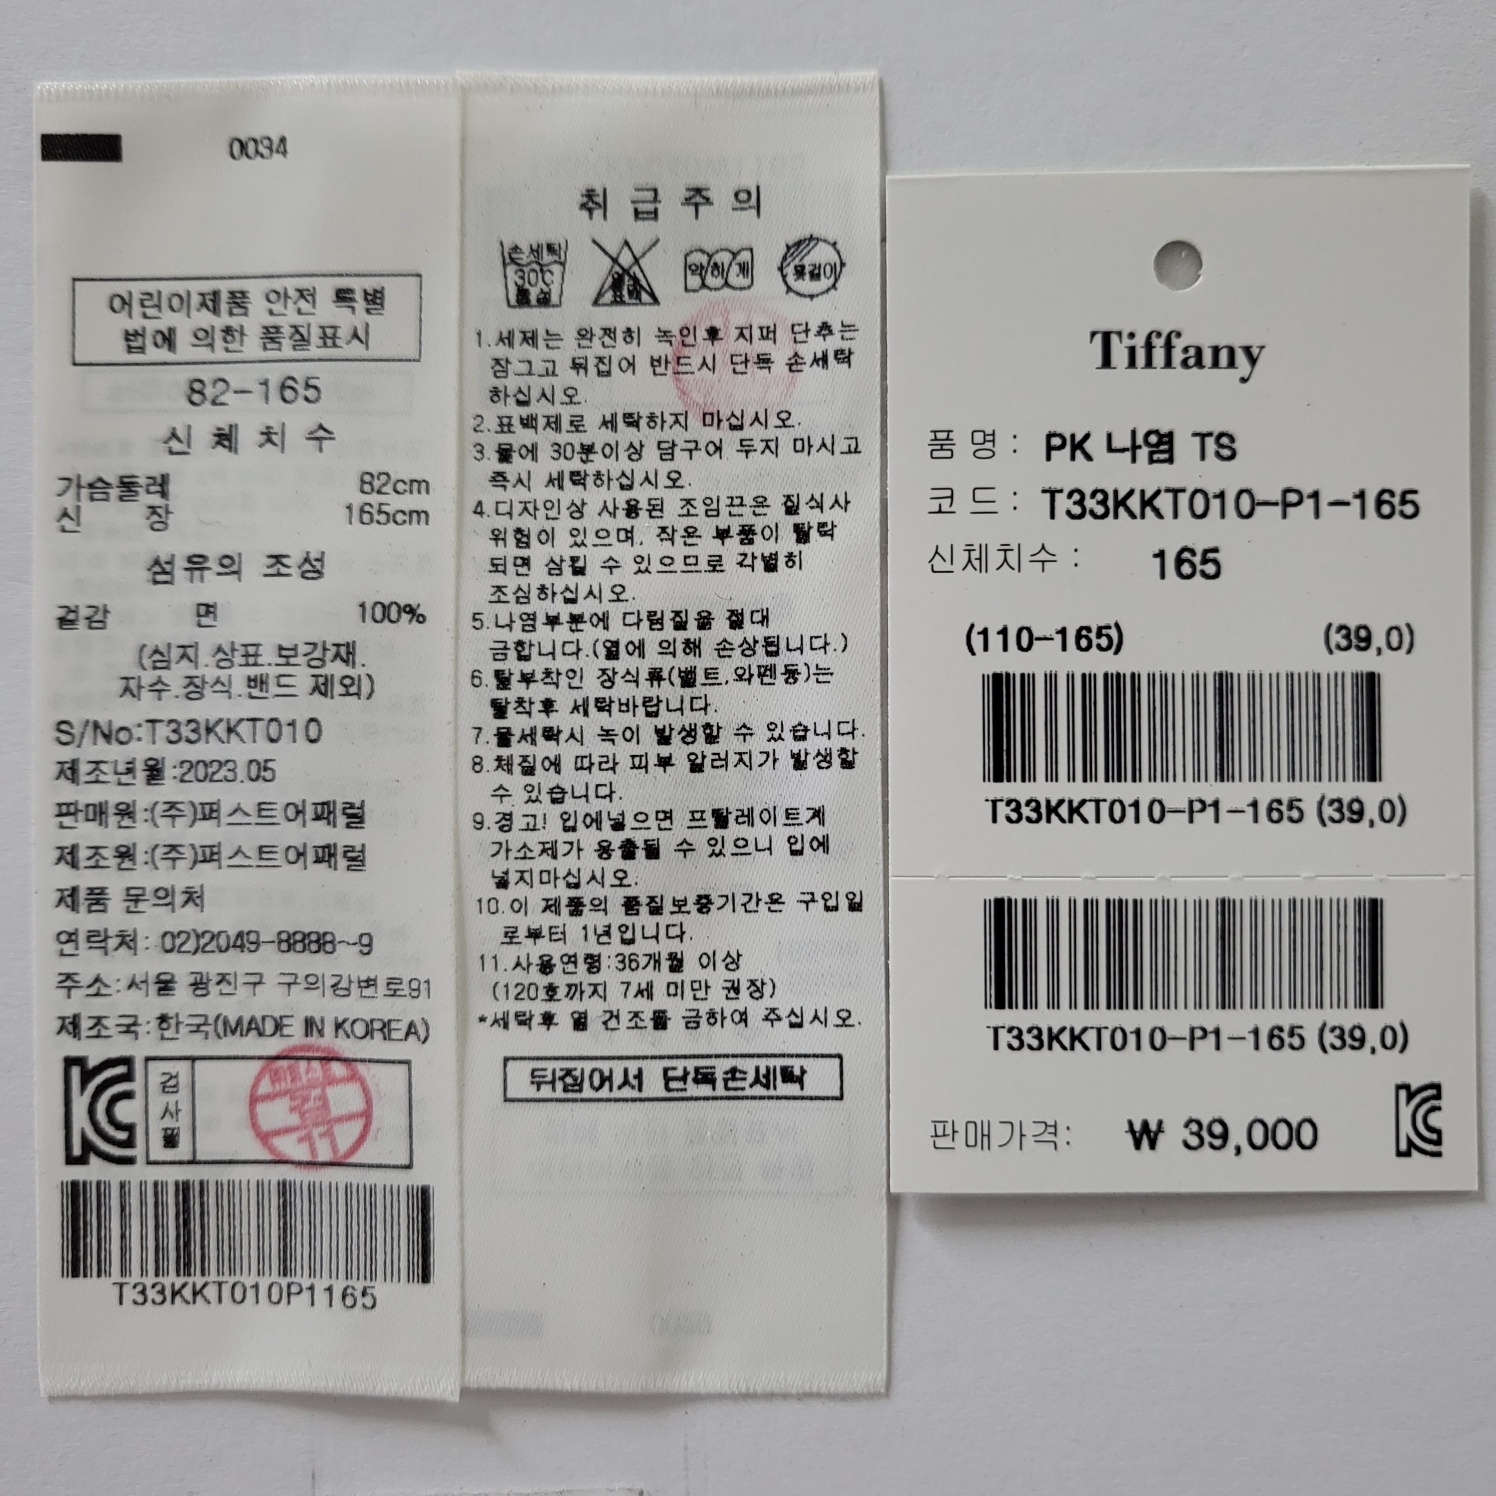 0034
어린이제품 안전 특별
법에 의한 품질표시
82-165
신 체 치 수
가슴둘레 82cm
신 장 165cm
섬유의 조성
겉감 면 100%
(심지.상표.보강재.
자수.장식.밴드 제외)
S/No:T33KKT010
제조년월:2023.05
판매원:(주)퍼스트어패럴
제조원:(주)퍼스트어패럴
제품 문의처
연락처: 02)2049-8888~9
주소:서울 광진구 구의강변로91
제조국:한국(MADE IN KOREA)
KC 검사필
11
T33KKT010P1165
취 급 주 의
손세탁
30℃
중성
약하게
옷걸이
1.세제는 완전히 녹인후 지퍼 단추는
잠그고 뒤집어 반드시 단독 손세탁
하십시오.
2.표백제로 세탁하지 마십시오.
3.물에 30분이상 담구어 두지 마시고
즉시 세탁하십시오.
4.디자인상 사용된 조임끈은 질식사
위험이 있으며, 작은 부품이 탈락
되면 삼킬 수 있으므로 각별히
조심하십시오.
5.나염부분에 다림질을 절대
금합니다.(열에 의해 손상됩니다.)
6.탈부착인 장식류(밸트,와펜등)는
탈착후 세탁바랍니다.
7.물세탁시 녹이 발생할 수 있습니다.
8.체질에 따라 피부 알러지가 발생할
수 있습니다.
9.경고! 입에넣으면 프탈레이트계
가소제가 용출될 수 있으니 입에
넣지마십시오.
10.이 제품의 품질보증기간은 구입일
로부터 1년입니다.
11.사용연령:36개월 이상
(120호까지 7세 미만 권장)
*세탁후 열 건조를 금하여 주십시오.
뒤집어서 단독손세탁
Tiffany
품 명 : PK 나염 TS
코 드 : T33KKT010-P1-165
신체치수 : 165
(110-165) (39,0)
T33KKT010-P1-165 (39,0)
T33KKT010-P1-165 (39,0)
판매가격: ₩ 39,000 KC